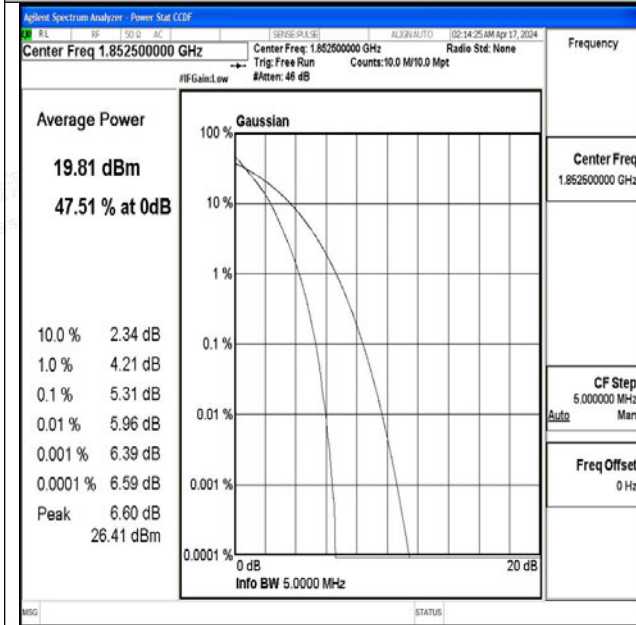 Agilent Spectrum Analyzer - Power Stat CCDF
RL RF 50 Ω AC SENSE:PULSE ALIGNAUTO 02:14:25 AM Apr 17, 2024
Center Freq 1.852500000 GHz
Center Freq: 1.852500000 GHz Radio Std: None
Trig: Free Run Counts:10.0 M/10.0 Mpt
#IFGain:Low #Atten: 46 dB
Frequency
Average Power
19.81 dBm
47.51 % at 0dB
10.0 % 2.34 dB
1.0 % 4.21 dB
0.1 % 5.31 dB
0.01 % 5.96 dB
0.001 % 6.39 dB
0.0001 % 6.59 dB
Peak 6.60 dB
26.41 dBm
Gaussian
100 %
10 %
1 %
0.1 %
0.01 %
0.001 %
0.0001 %
0 dB 20 dB
Info BW 5.0000 MHz
Center Freq
1.852500000 GHz
CF Step
5.000000 MHz
Auto Man
Freq Offset
0 Hz
MSG STATUS